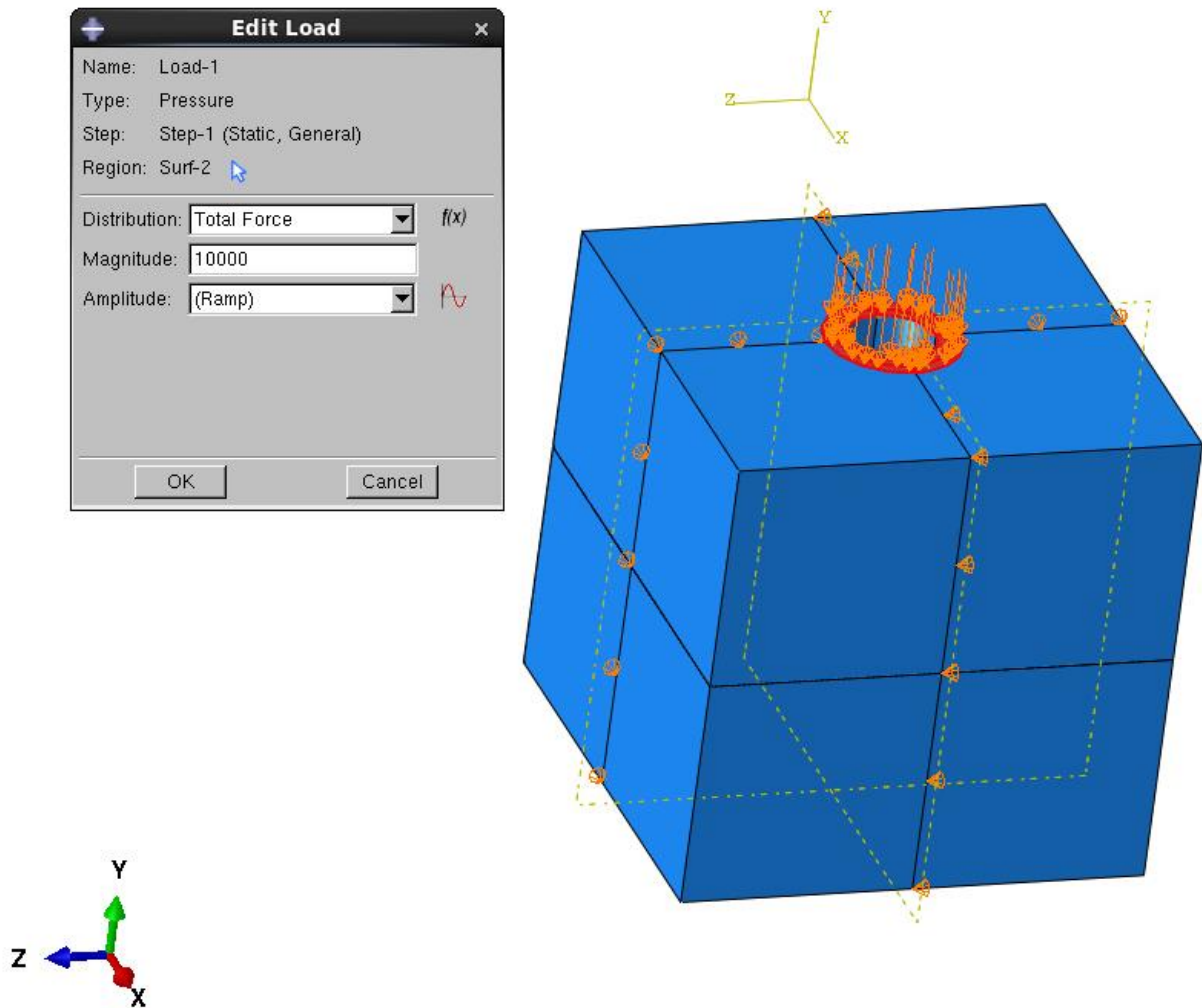 Edit Load
Name: Load-1
Type: Pressure
Step: Step-1 (Static, General)
Region: Surf-2
Distribution: Total Force f(x)
Magnitude: 10000
Amplitude: (Ramp)
OK Cancel
Y
Z
X
Y
Z
X